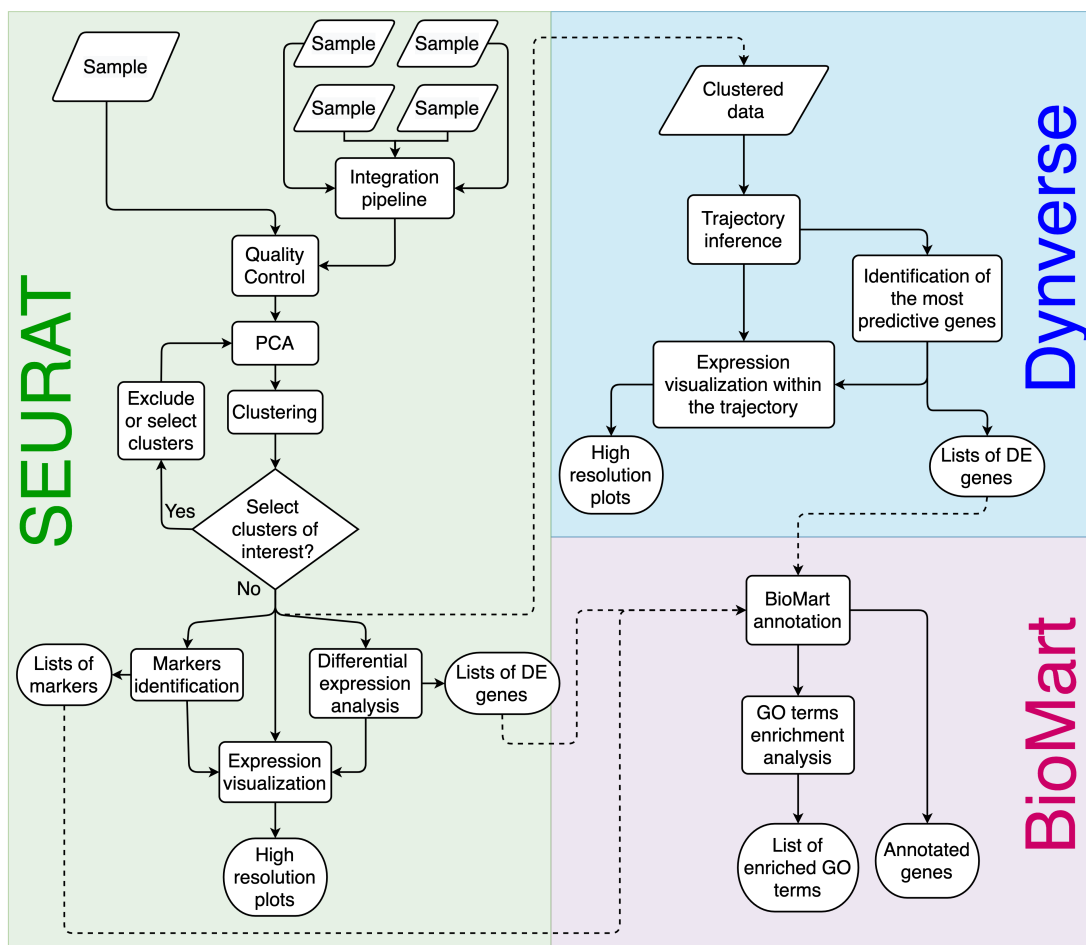 SEURAT
Sample
Sample
Sample
Sample
Sample
Integration
pipeline
Quality
Control
PCA
Exclude
or select
clusters
Clustering
Yes
Select
clusters of
interest?
No
Lists of
markers
Markers
identification
Differential
expression
analysis
Lists of DE
genes
Expression
visualization
High
resolution
plots
Dynverse
Clustered
data
Trajectory
inference
Identification of
the most
predictive genes
Expression
visualization within
the trajectory
High
resolution
plots
Lists of DE
genes
BioMart
BioMart
annotation
GO terms
enrichment
analysis
List of
enriched GO
terms
Annotated
genes